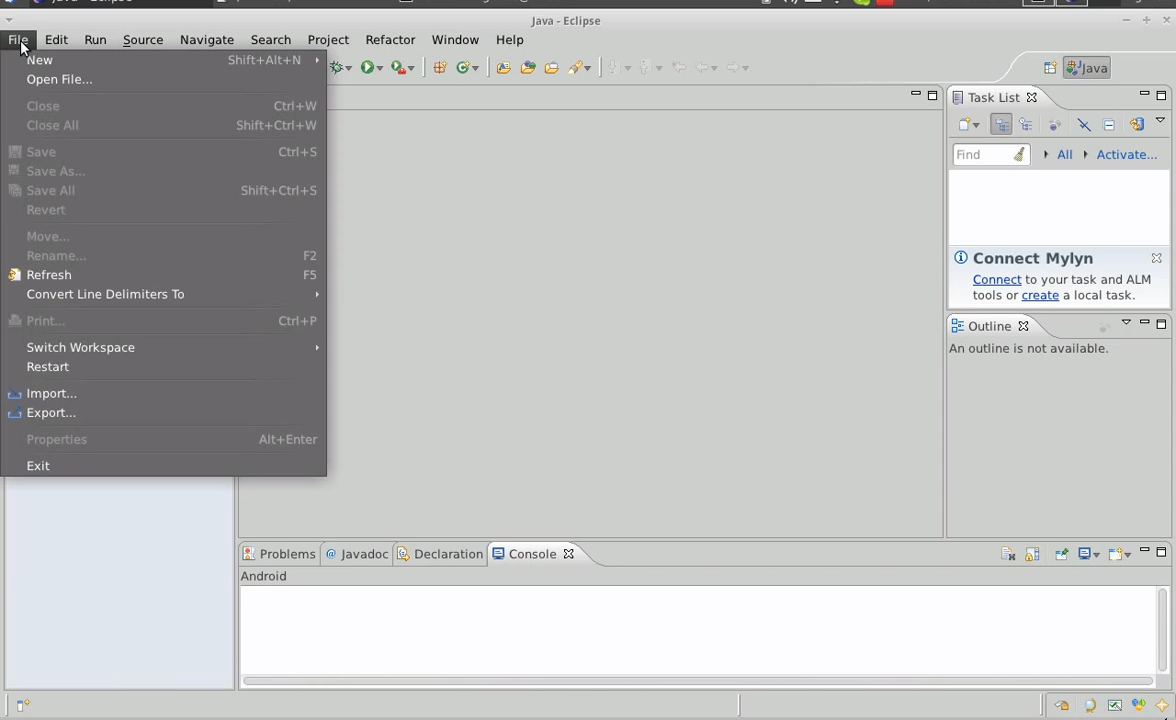 Java - Eclipse
File Edit Run Source Navigate Search Project Refactor Window Help
New Shift+Alt+N
Open File...
Close Ctrl+W
Close All Shift+Ctrl+W
Save Ctrl+S
Save As...
Save All Shift+Ctrl+S
Revert
Move...
Rename... F2
Refresh F5
Convert Line Delimiters To
Print... Ctrl+P
Switch Workspace
Restart
Import...
Export...
Properties Alt+Enter
Exit
Java
Task List
Find All Activate...
Connect Mylyn
Connect to your task and ALM
tools or create a local task.
Outline
An outline is not available.
Problems @ Javadoc Declaration Console
Android